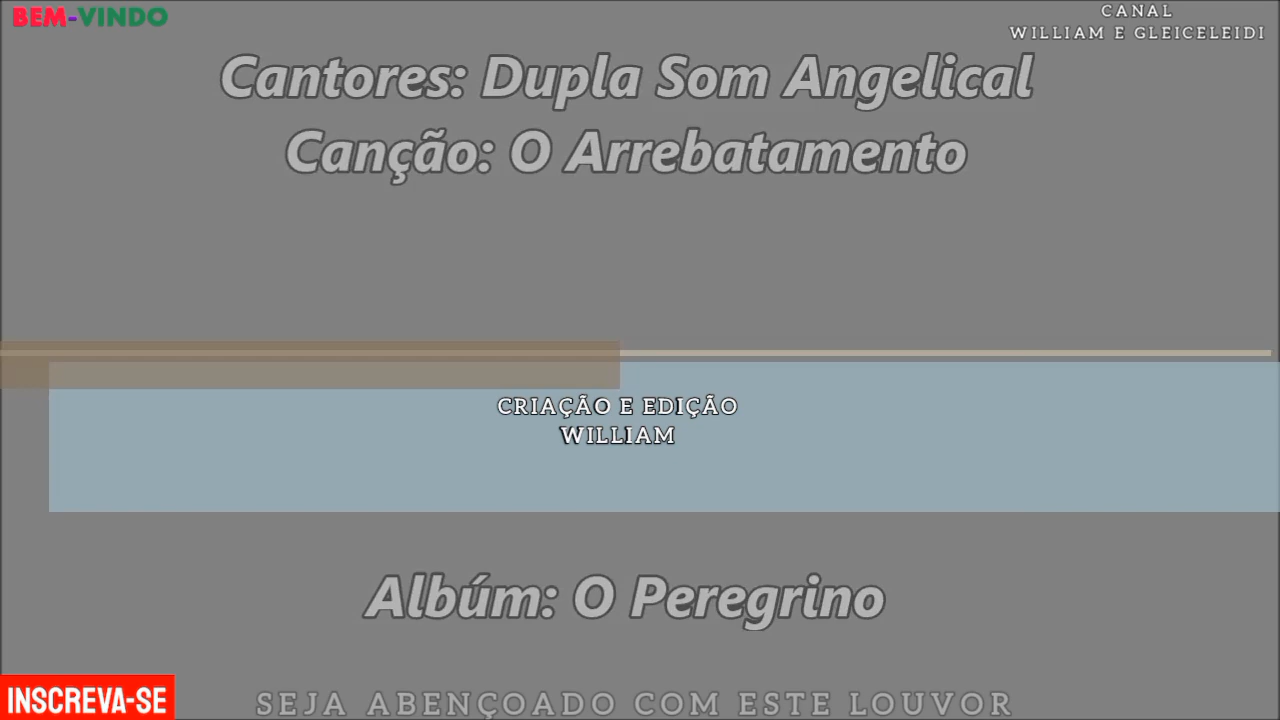 BEM-VINDO
CANAL
WILLIAM E GLEICELEIDI
Cantores: Dupla Som Angelical
Canção: O Arrebatamento
CRIAÇÃO E EDIÇÃO
WILLIAM
Albúm: O Peregrino
INSCREVA-SE
SEJA ABENÇOADO COM ESTE LOUVOR